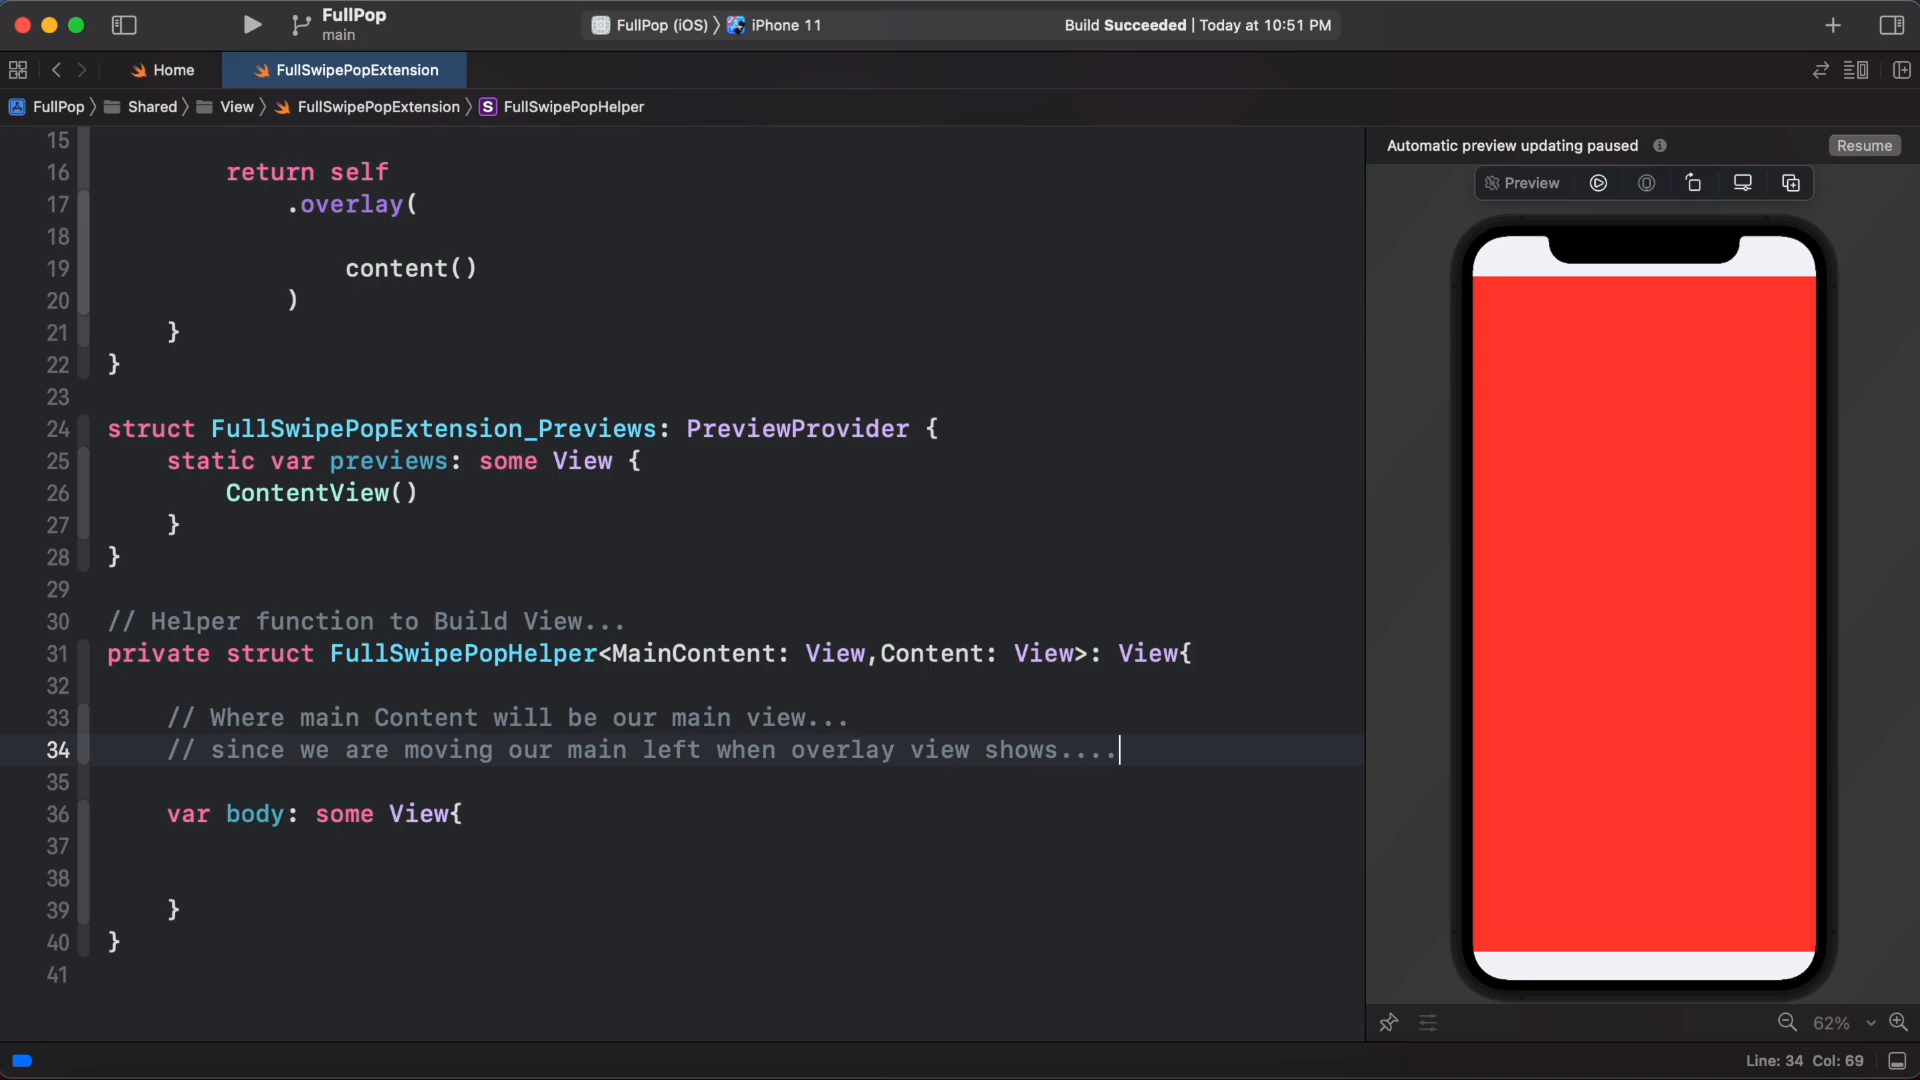 FullPop
main
FullPop (iOS) 〉 iPhone 11
Build Succeeded | Today at 10:51 PM
Home
FullSwipePopExtension
FullPop 〉 Shared 〉 View 〉 FullSwipePopExtension 〉 S FullSwipePopHelper
Automatic preview updating paused
Resume
Preview
15
16 return self
17 .overlay(
18
19 content()
20 )
21 }
22 }
23
24 struct FullSwipePopExtension_Previews: PreviewProvider {
25 static var previews: some View {
26 ContentView()
27 }
28 }
29
30 // Helper function to Build View...
31 private struct FullSwipePopHelper<MainContent: View,Content: View>: View{
32
33 // Where main Content will be our main view...
34 // since we are moving our main left when overlay view shows....
35
36 var body: some View{
37
38
39 }
40 }
41
62%
Line: 34 Col: 69